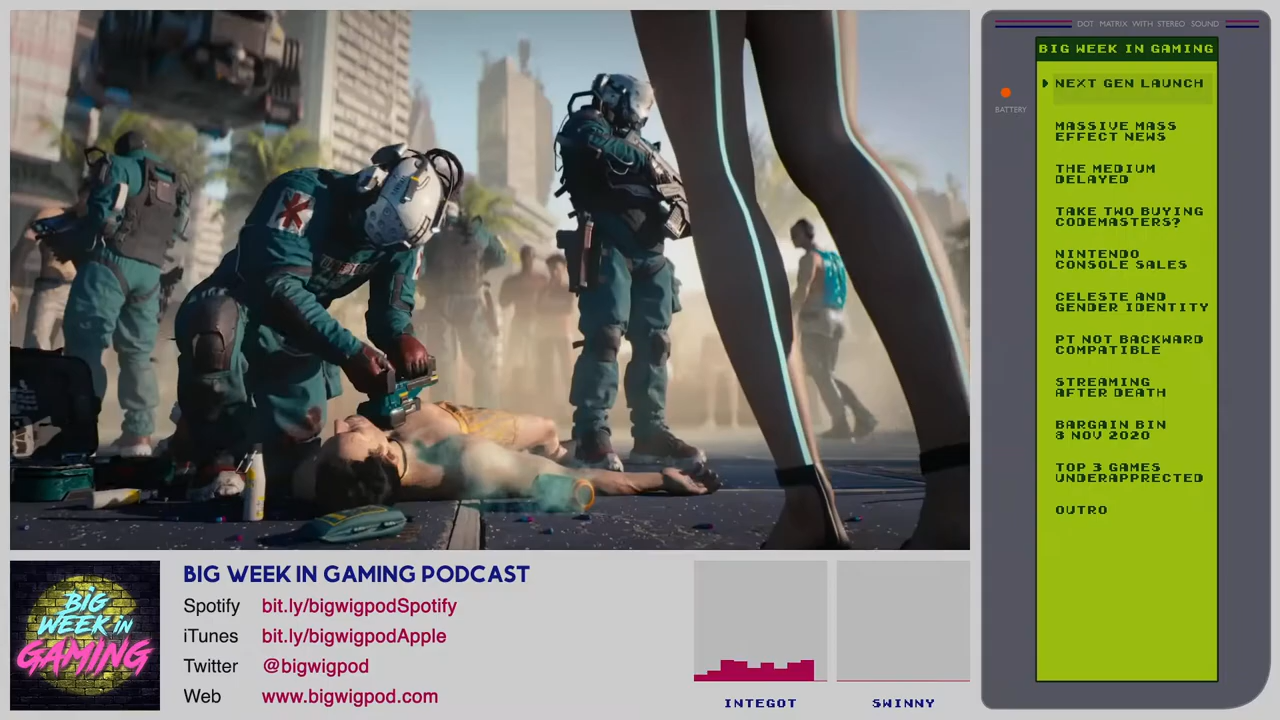 DOT MATRIX WITH STEREO SOUND
BIG WEEK IN GAMING
NEXT GEN LAUNCH
BATTERY
MASSIVE MASS
EFFECT NEWS
THE MEDIUM
DELAYED
TAKE TWO BUYING
CODEMASTERS?
NINTENDO
CONSOLE SALES
CELESTE AND
GENDER IDENTITY
PT NOT BACKWARD
COMPATIBLE
STREAMING
AFTER DEATH
BARGAIN BIN
8 NOV 2020
TOP 3 GAMES
UNDERAPPRECTED
OUTRO
BIG
WEEK IN
GAMING
BIG WEEK IN GAMING PODCAST
Spotify bit.ly/bigwigpodSpotify
iTunes bit.ly/bigwigpodApple
Twitter @bigwigpod
Web www.bigwigpod.com
INTEGOT SWINNY